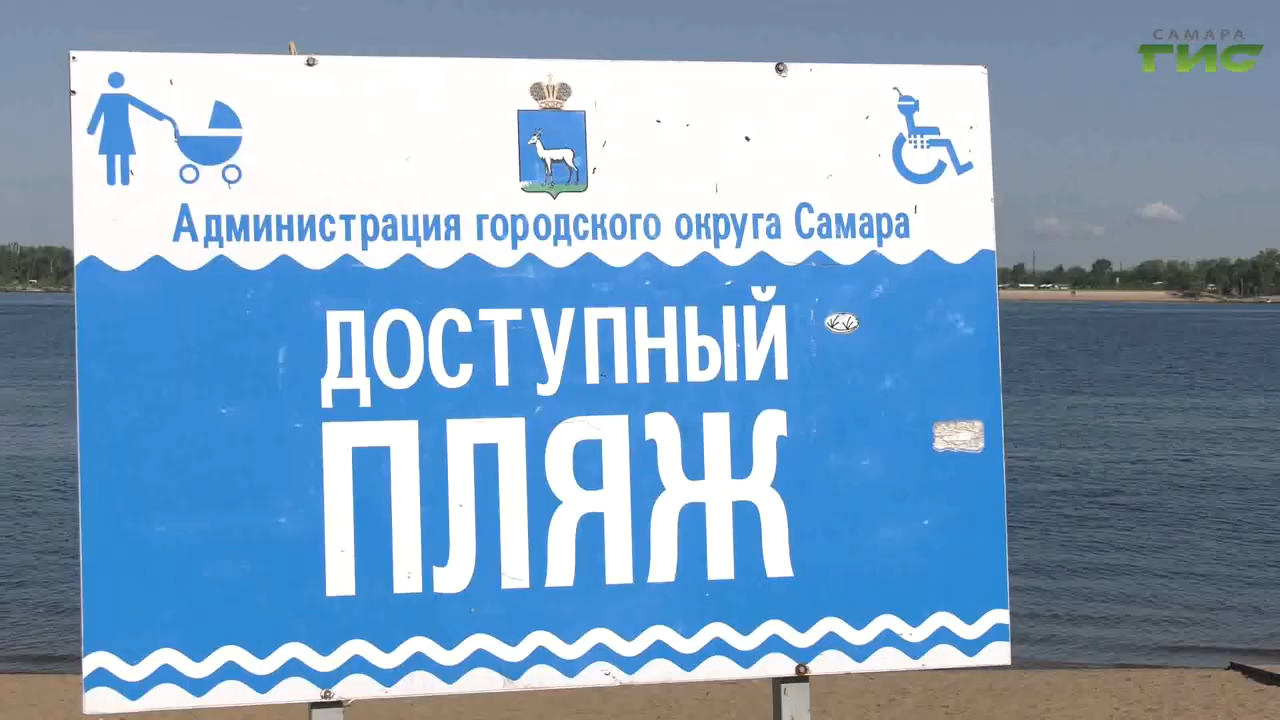 САМАРА
ГИС
Администрация городского округа Самара
ДОСТУПНЫЙ
ПЛЯЖ